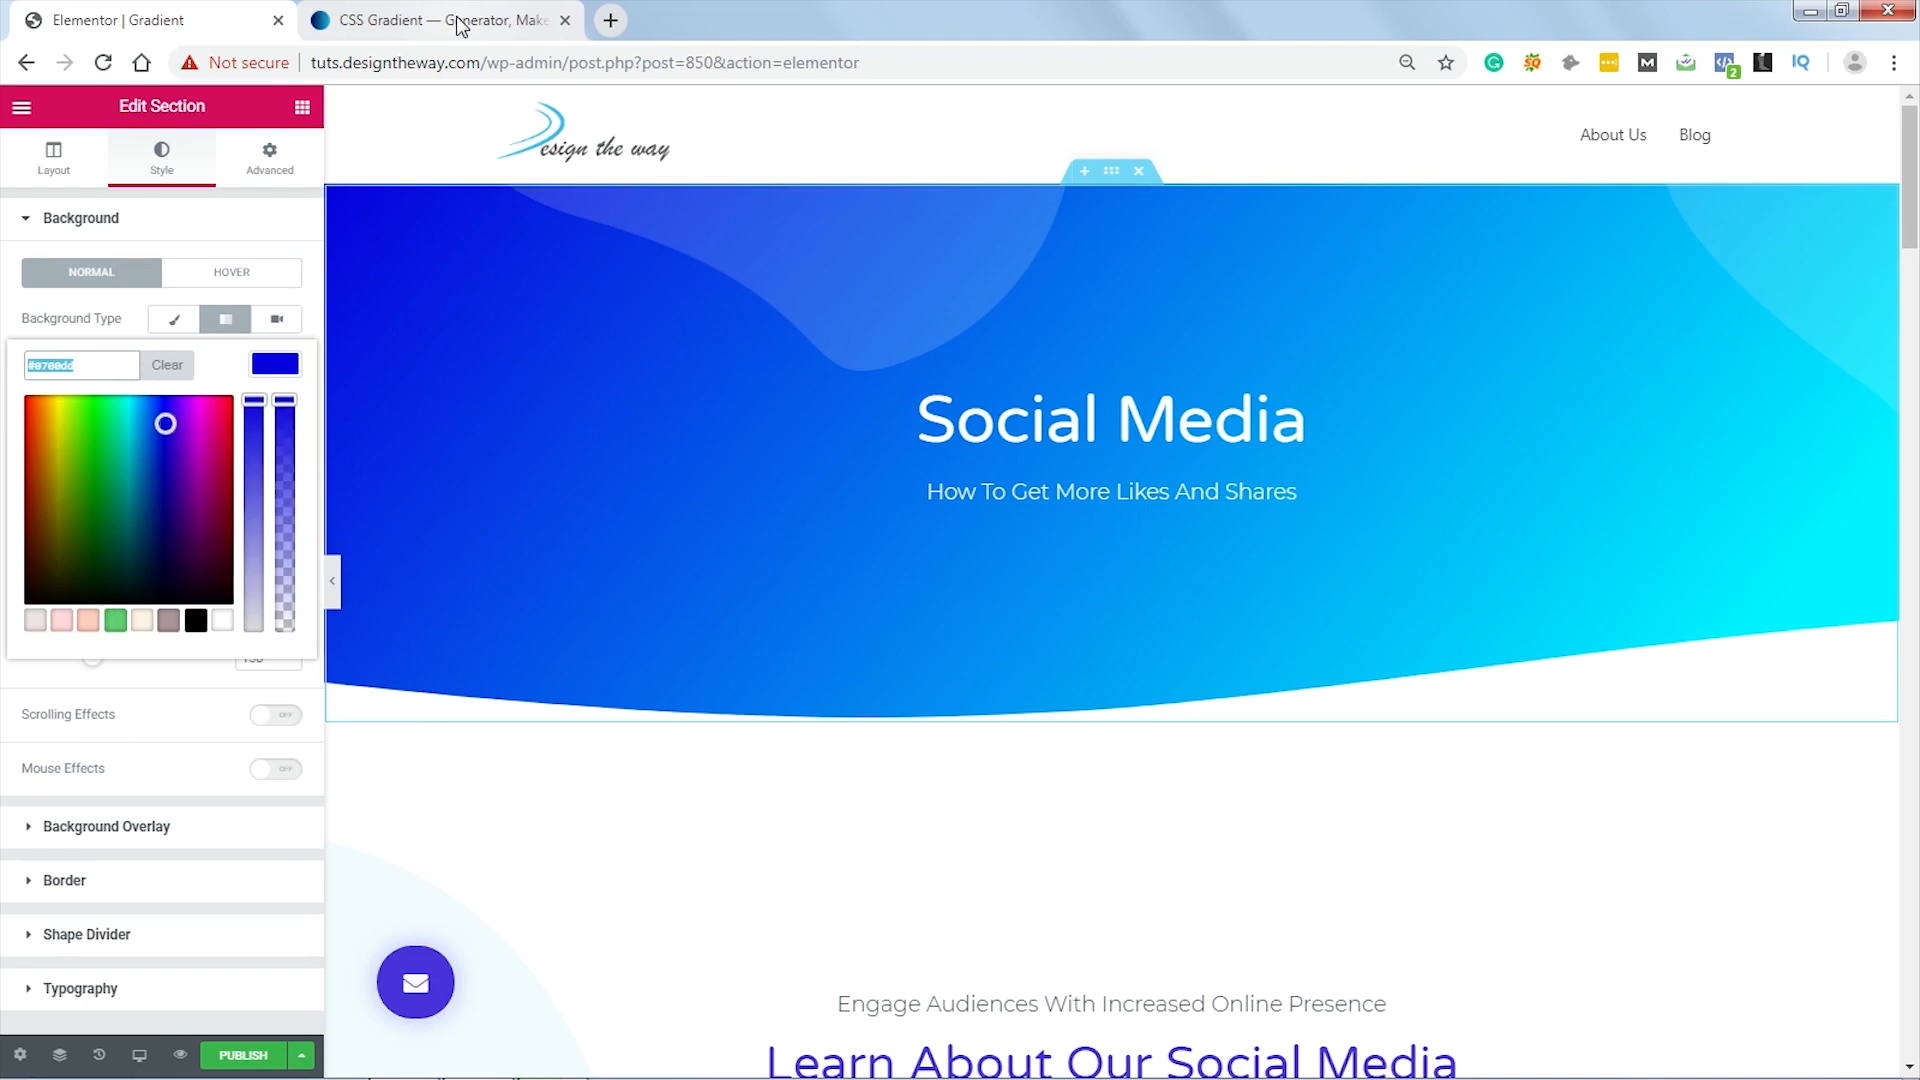 Elementor | Gradient
CSS Gradient — Generator, Make
Not secure
tuts.designtheway.com/wp-admin/post.php?post=850&action=elementor
2
Edit Section
Layout
Style
Advanced
esign the way
About Us
Blog
Background
NORMAL
HOVER
Background Type
#0700dd
Clear
Social Media
How To Get More Likes And Shares
Scrolling Effects
OFF
Mouse Effects
OFF
Background Overlay
Border
Shape Divider
Typography
Engage Audiences With Increased Online Presence
Learn About Our Social Media
PUBLISH